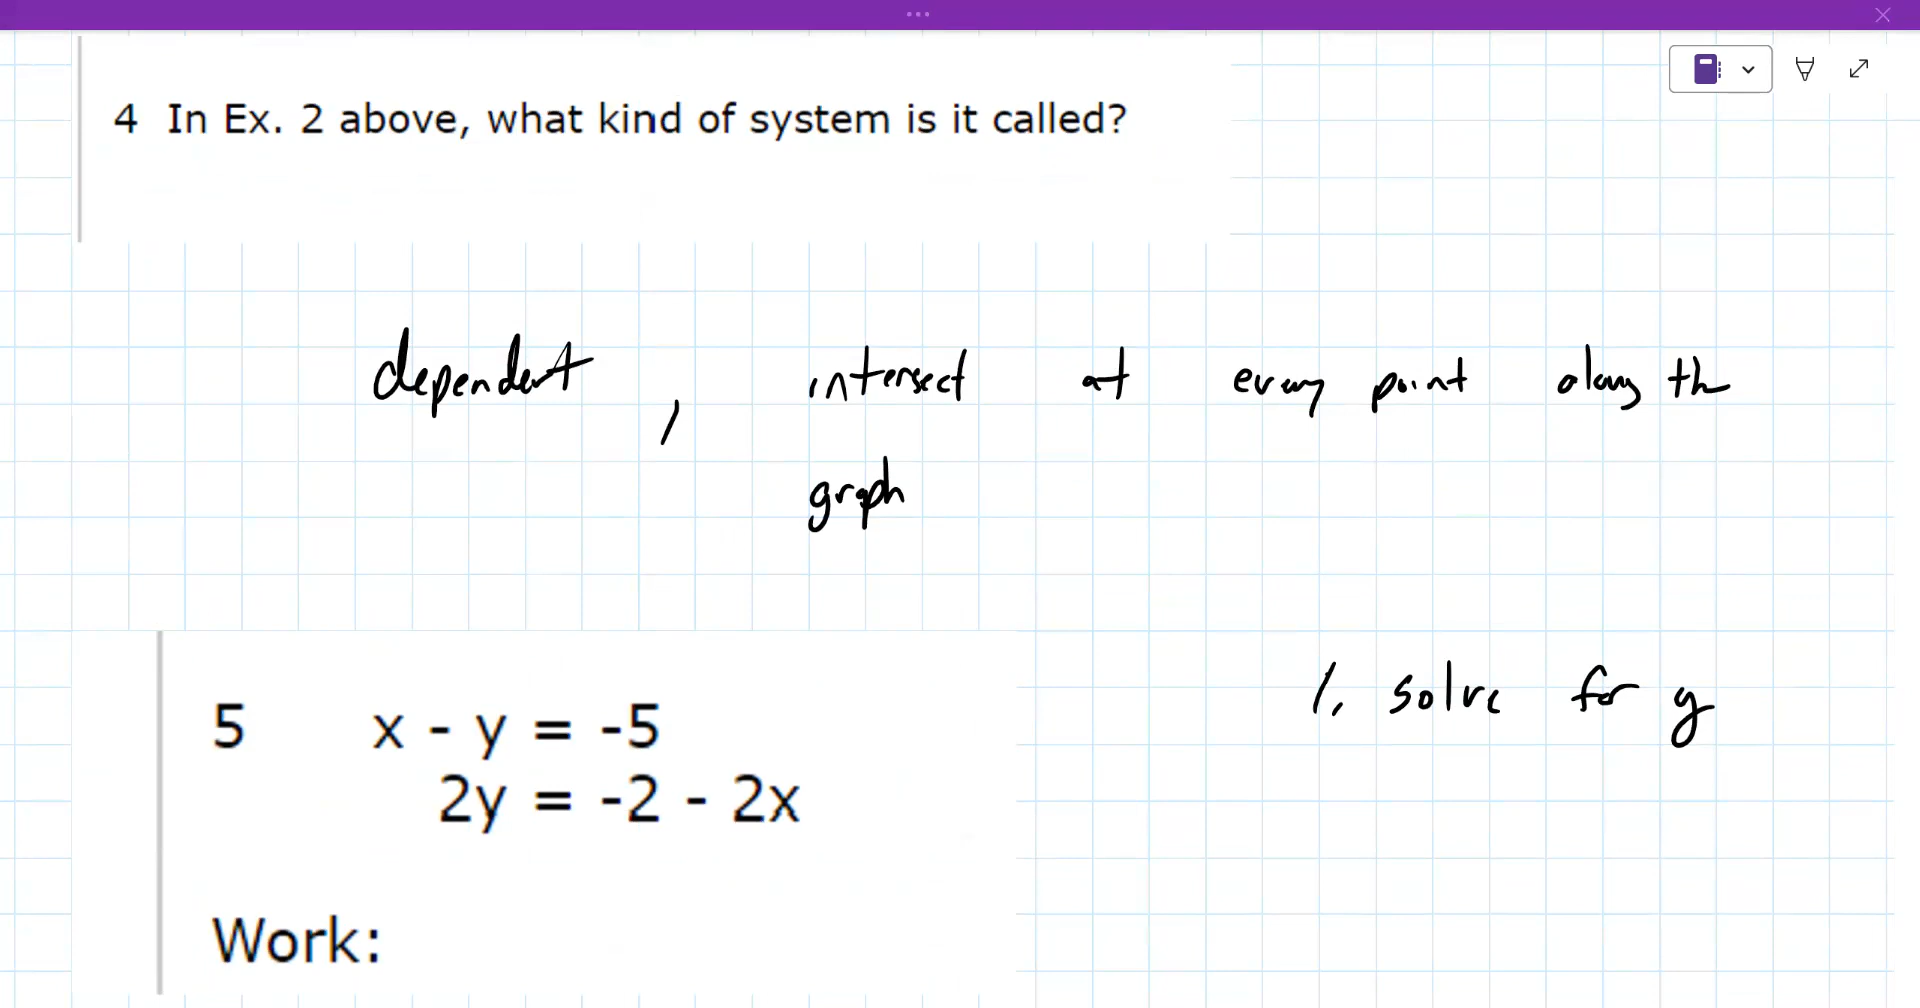 4 In Ex. 2 above, what kind of system is it called?
dependent, intersect at every point along the
graph
5 x - y = -5
2y = -2 - 2x
1. solve for y
Work: